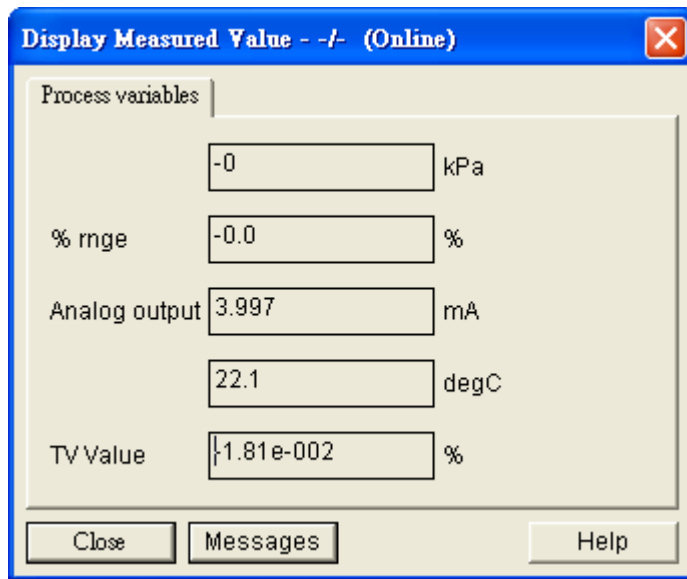 Display Measured Value - -/- (Online)
Process variables
-0 kPa
% rnge -0.0 %
Analog output 3.997 mA
22.1 degC
TV Value -1.81e-002 %
Close Messages Help